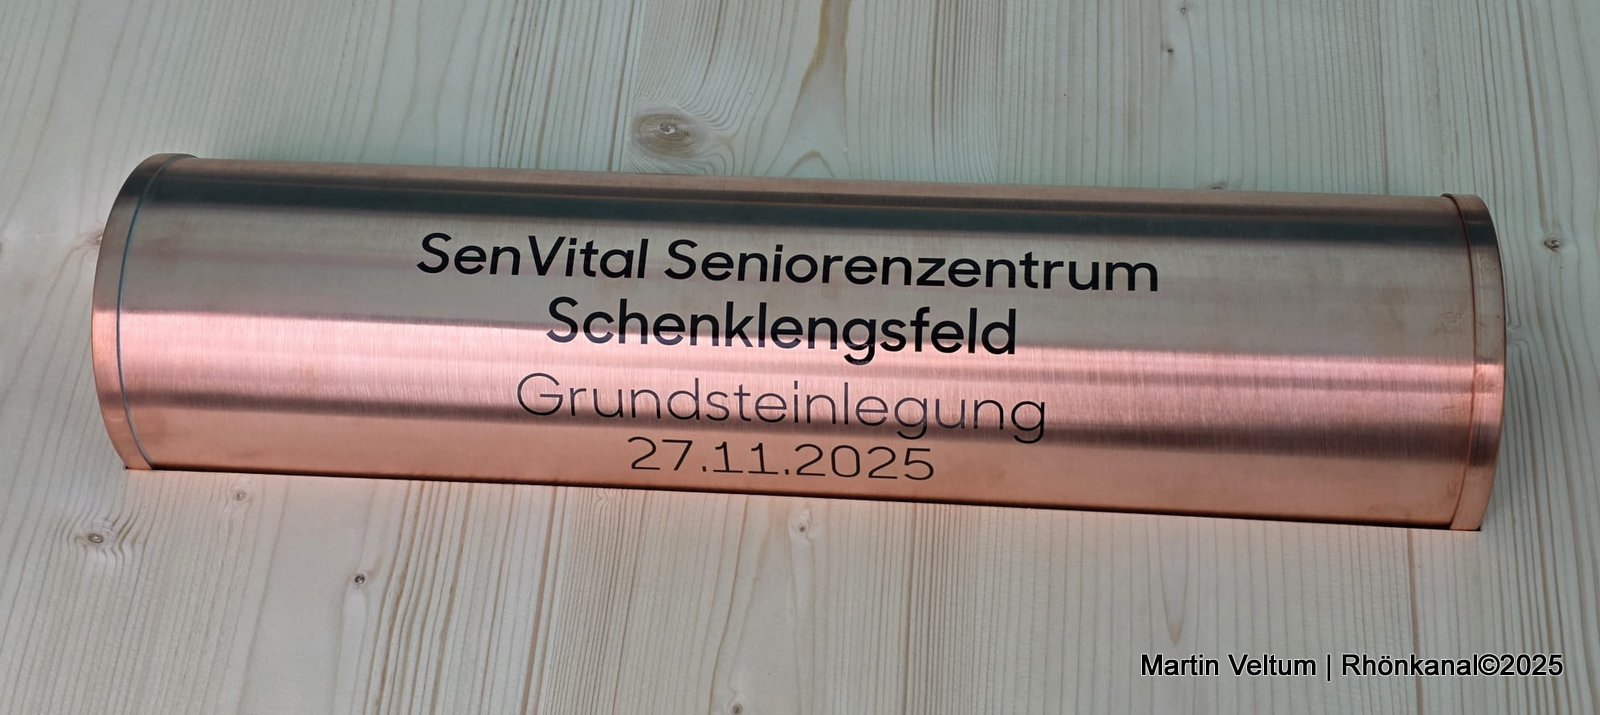 SenVital Seniorenzentrum
Schenklengsfeld
Grundsteinlegung
27.11.2025
Martin Veltum | Rhönkanal©2025